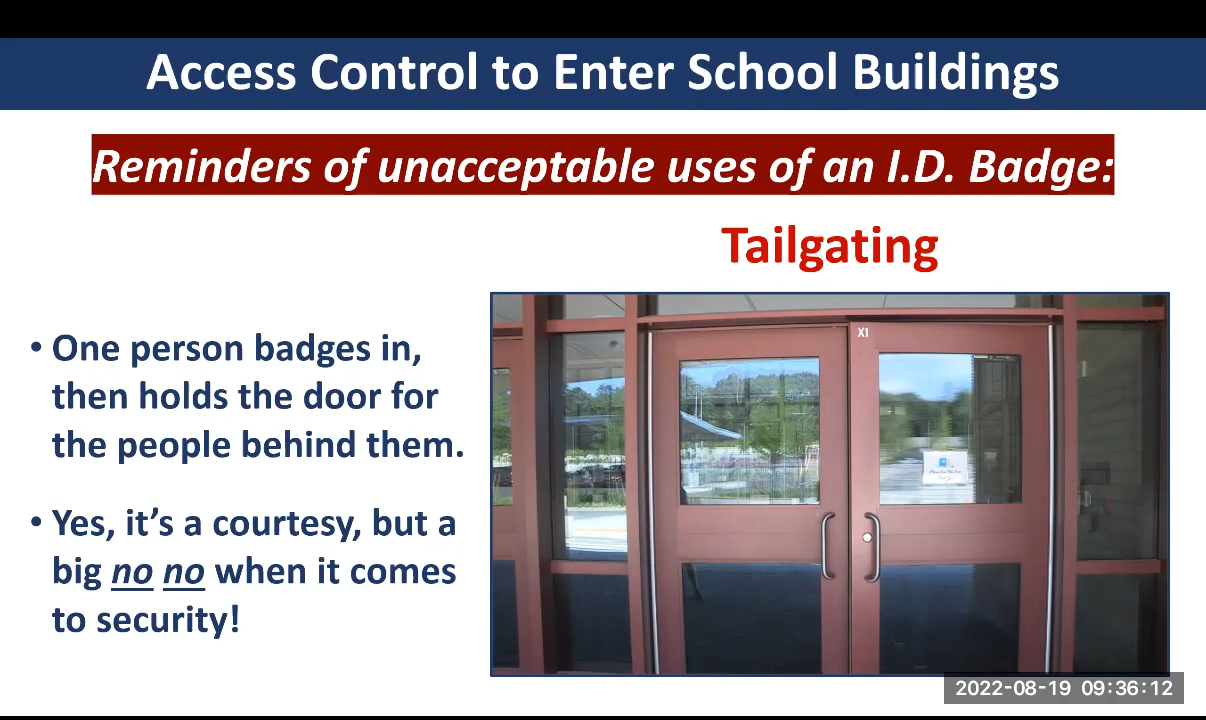 Access Control to Enter School Buildings
Reminders of unacceptable uses of an I.D. Badge:
Tailgating
• One person badges in,
then holds the door for
the people behind them.
• Yes, it’s a courtesy, but a
big no no when it comes
to security!
X1
2022-08-19 09:36:12